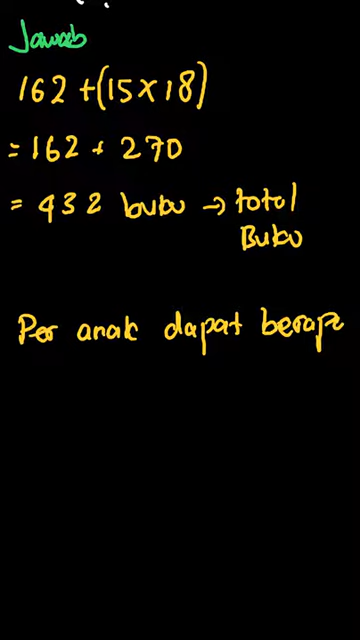 Jawab
162 + (15 x 18)
= 162 + 270
= 432 buku → total
Buku
Per anak dapat berapa